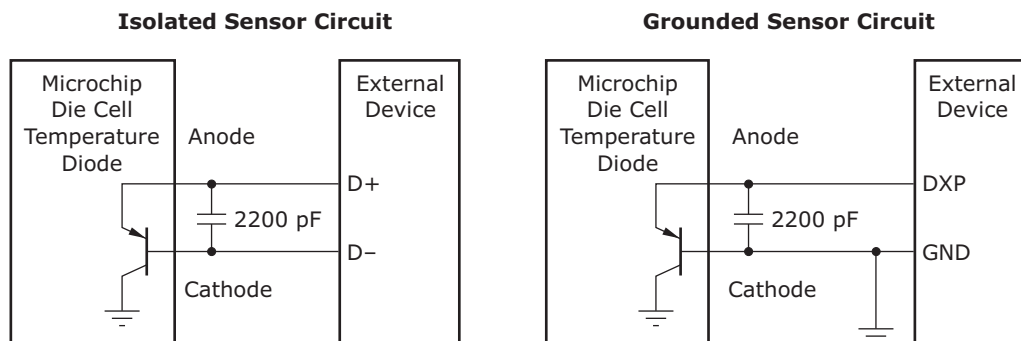 Isolated Sensor Circuit
Microchip
Die Cell
Temperature
Diode
Anode
External
Device
D+
2200 pF
D−
Cathode
Grounded Sensor Circuit
Microchip
Die Cell
Temperature
Diode
Anode
External
Device
DXP
2200 pF
GND
Cathode